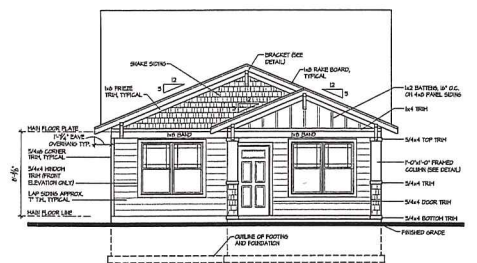 BRACKET (SEE
DETAIL)
SHAKE SIDING
12
5
1x8 RAKE BOARD,
TYPICAL
12
5
1x8 FRIEZE
TRIM, TYPICAL
12
1x2 BATTENS, 16" O.C.
ON 4x8 PANEL SIDING
1x4 TRIM
MAIN FLOOR PLATE
EAVE
OVERHANG TYP.
1x8 BAND
1x8 BAND
5/4x4 TOP TRIM
5/4x6 CORNER
TRIM, TYPICAL
5/4x4 WINDOW
TRIM (FRONT
ELEVATION ONLY)
1'-0"x1'-0" FRAMED
COLUMN (SEE DETAIL)
5/4x4 TRIM
LAP SIDING APPROX.
7" T.W., TYPICAL
5/4x4 DOOR TRIM
MAIN FLOOR LINE
5/4x4 BOTTOM TRIM
FINISHED GRADE
OUTLINE OF FOOTING
AND FOUNDATION